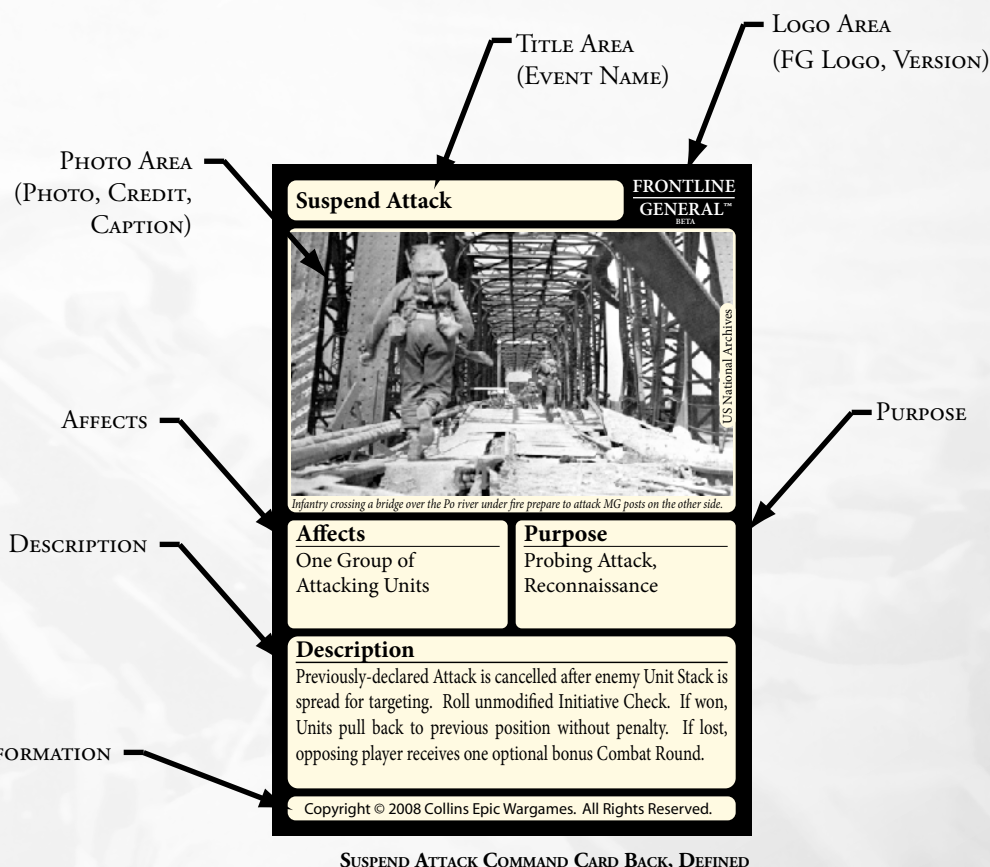 Logo Area
(FG Logo, Version)
Title Area
(Event Name)
Photo Area
(Photo, Credit,
Caption)
Suspend Attack
FRONTLINE
GENERAL™
BETA
US National Archives
Infantry crossing a bridge over the Po river under fire prepare to attack MG posts on the other side.
Affects
Purpose
Affects
One Group of
Attacking Units
Purpose
Probing Attack,
Reconnaissance
Description
Description
Previously-declared Attack is cancelled after enemy Unit Stack is
spread for targeting. Roll unmodified Initiative Check. If won,
Units pull back to previous position without penalty. If lost,
opposing player receives one optional bonus Combat Round.
Copyright © 2008 Collins Epic Wargames. All Rights Reserved.
Suspend Attack Command Card Back, Defined